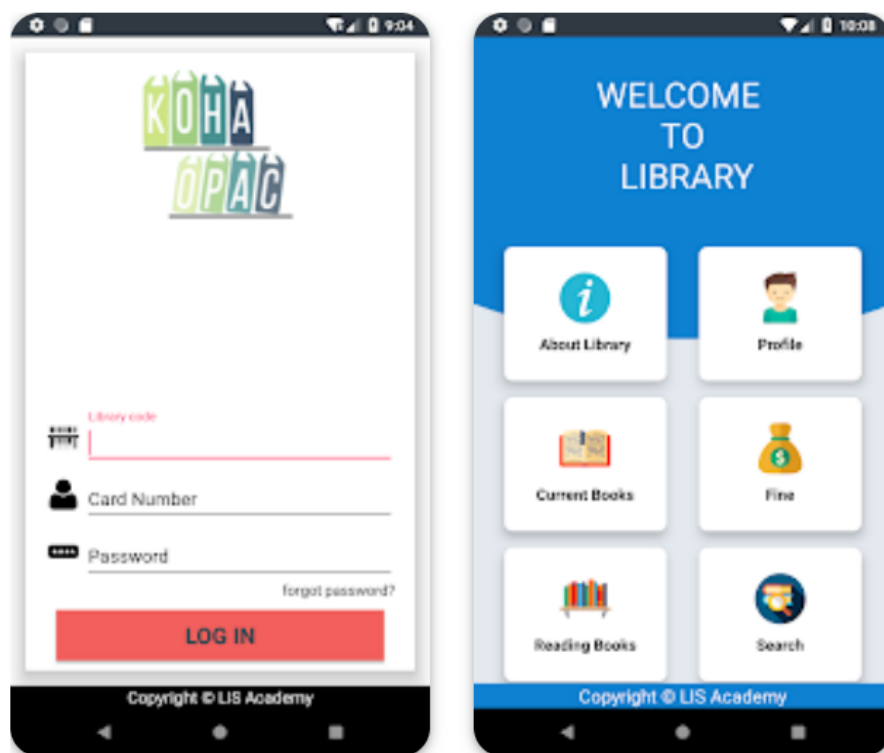 9:04
KOHA
OPAC
Library code
Card Number
Password
forgot password?
LOG IN
Copyright © LIS Academy
10:08
WELCOME
TO
LIBRARY
About Library
Profile
Current Books
Fine
Reading Books
Search
Copyright © LIS Academy